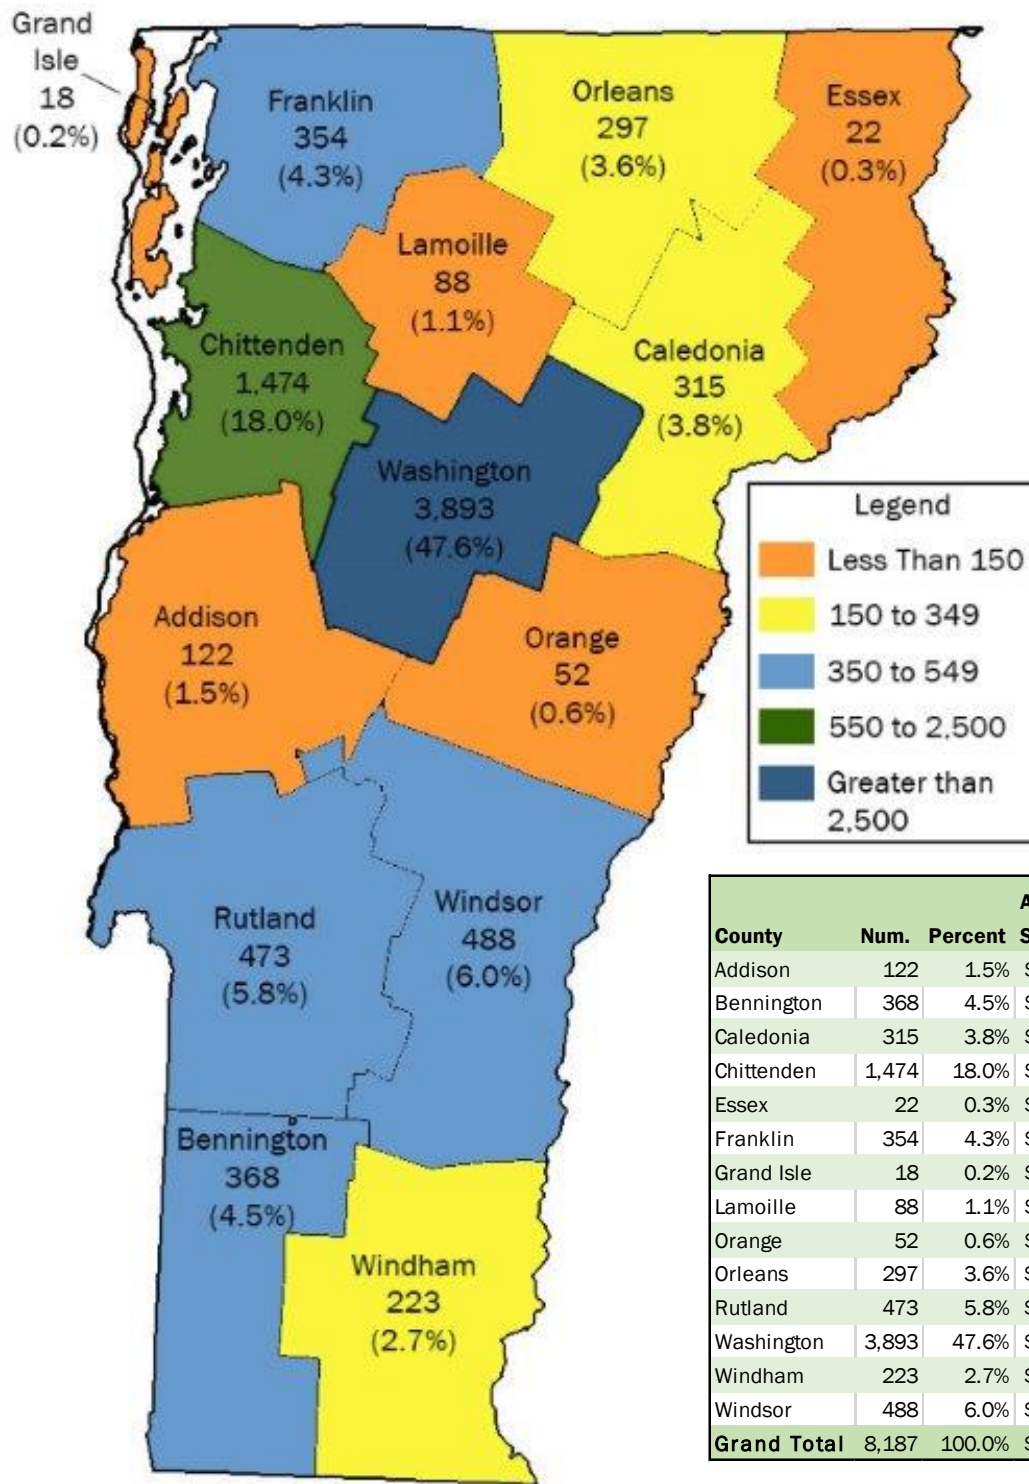 Grand
Isle
18
(0.2%)
Franklin
354
(4.3%)
Orleans
297
(3.6%)
Essex
22
(0.3%)
Lamoille
88
(1.1%)
Chittenden
1,474
(18.0%)
Caledonia
315
(3.8%)
Washington
3,893
(47.6%)
Addison
122
(1.5%)
Orange
52
(0.6%)
Legend
Less Than 150
150 to 349
350 to 549
550 to 2,500
Greater than
2,500
Rutland
473
(5.8%)
Windsor
488
(6.0%)
Bennington
368
(4.5%)
Windham
223
(2.7%)
County Num. Percent
Addison 122 1.5% $
Bennington 368 4.5% $
Caledonia 315 3.8% $
Chittenden 1,474 18.0% $
Essex 22 0.3% $
Franklin 354 4.3% $
Grand Isle 18 0.2% $
Lamoille 88 1.1% $
Orange 52 0.6% $
Orleans 297 3.6% $
Rutland 473 5.8% $
Washington 3,893 47.6% $
Windham 223 2.7% $
Windsor 488 6.0% $
Grand Total 8,187 100.0% $